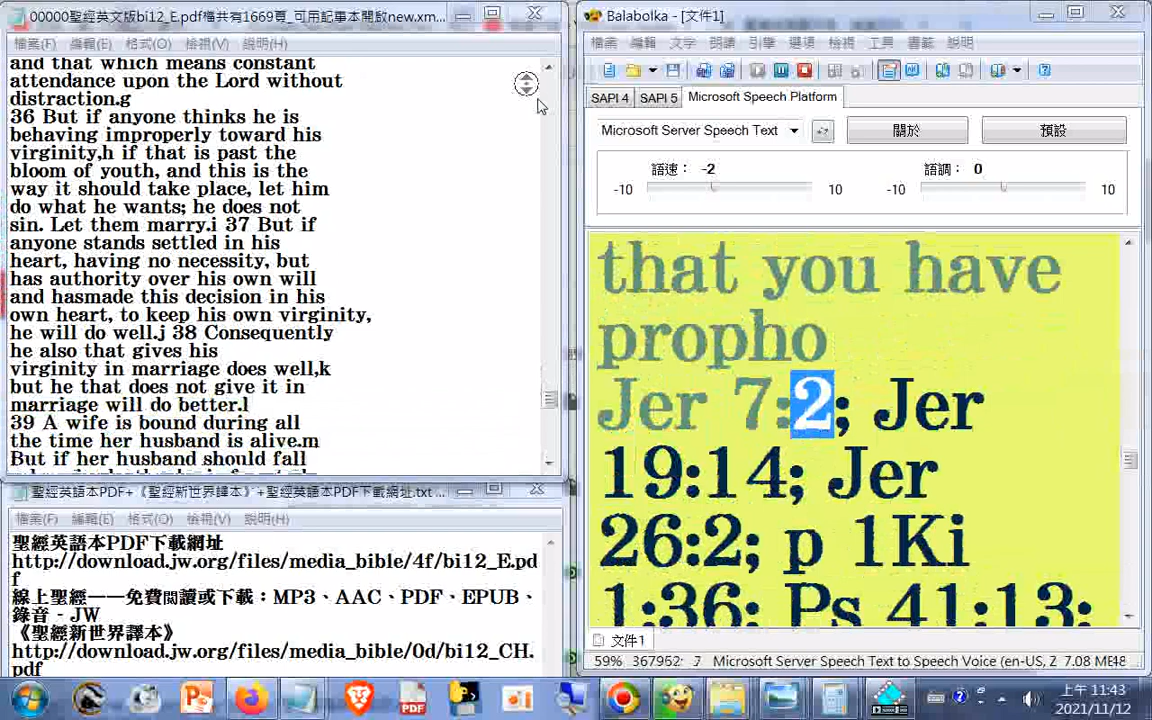 00000聖經英文版bi12_E.pdf檔共有1669頁_可用記事本開啟new.xm...
檔案(F) 編輯(E) 格式(O) 檢視(V) 說明(H)
and that which means constant
attendance upon the Lord without
distraction.g
36 But if anyone thinks he is
behaving improperly toward his
virginity,h if that is past the
bloom of youth, and this is the
way it should take place, let him
do what he wants; he does not
sin. Let them marry.i 37 But if
anyone stands settled in his
heart, having no necessity, but
has authority over his own will
and hasmade this decision in his
own heart, to keep his own virginity,
he will do well.j 38 Consequently
he also that gives his
virginity in marriage does well,k
but he that does not give it in
marriage will do better.l
39 A wife is bound during all
the time her husband is alive.m
But if her husband should fall
聖經英語本PDF+《聖經新世界譯本》+聖經英語本PDF下載網址.txt ...
檔案(F) 編輯(E) 格式(O) 檢視(V) 說明(H)
聖經英語本PDF下載網址
http://download.jw.org/files/media_bible/4f/bi12_E.pd
f
線上聖經——免費閱讀或下載：MP3、AAC、PDF、EPUB、
錄音 - JW
《聖經新世界譯本》
http://download.jw.org/files/media_bible/0d/bi12_CH.
pdf
Balabolka - [文件1]
檔案 編輯 文字 朗讀 引擎 選項 檢視 工具 書籤 說明
SAPI 4 SAPI 5 Microsoft Speech Platform
Microsoft Server Speech Text 關於 預設
語速： -2 語調： 0
-10 10 -10 10
that you have
propho
Jer 7:2; Jer
19:14; Jer
26:2; p 1Ki
1:36; Ps 41:13;
文件1
59% 367952: 7 Microsoft Server Speech Text to Speech Voice (en-US, Z 7.08 ME48
上午 11:43
2021/11/12